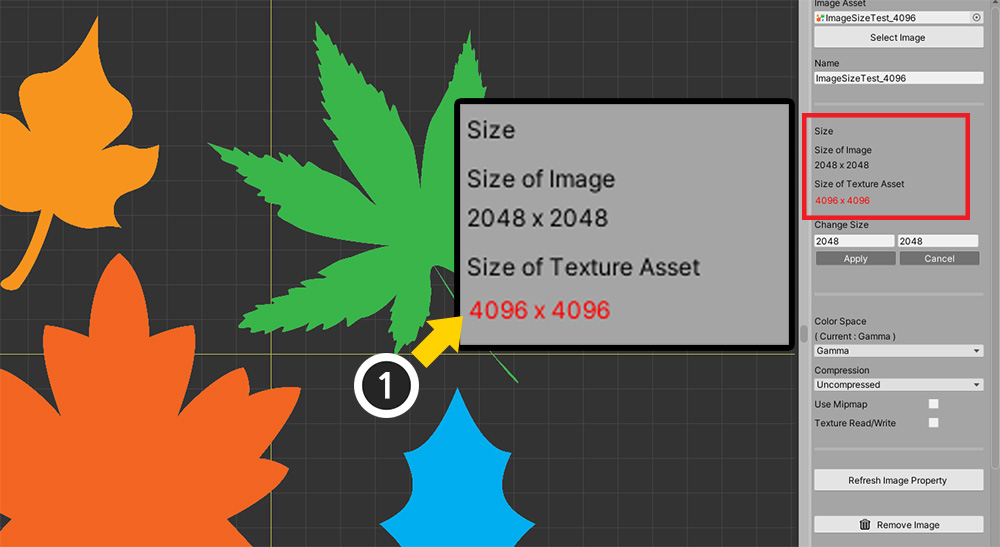 Image Asset
ImageSizeTest_4096
Select Image
Name
ImageSizeTest_4096
Size
Size of Image
2048 x 2048
Size of Texture Asset
4096 x 4096
Size
Size of Image
2048 x 2048
Size of Texture Asset
4096 x 4096
1
Change Size
2048 2048
Apply Cancel
Color Space
( Current : Gamma )
Gamma
Compression
Uncompressed
Use Mipmap
Texture Read/Write
Refresh Image Property
Remove Image